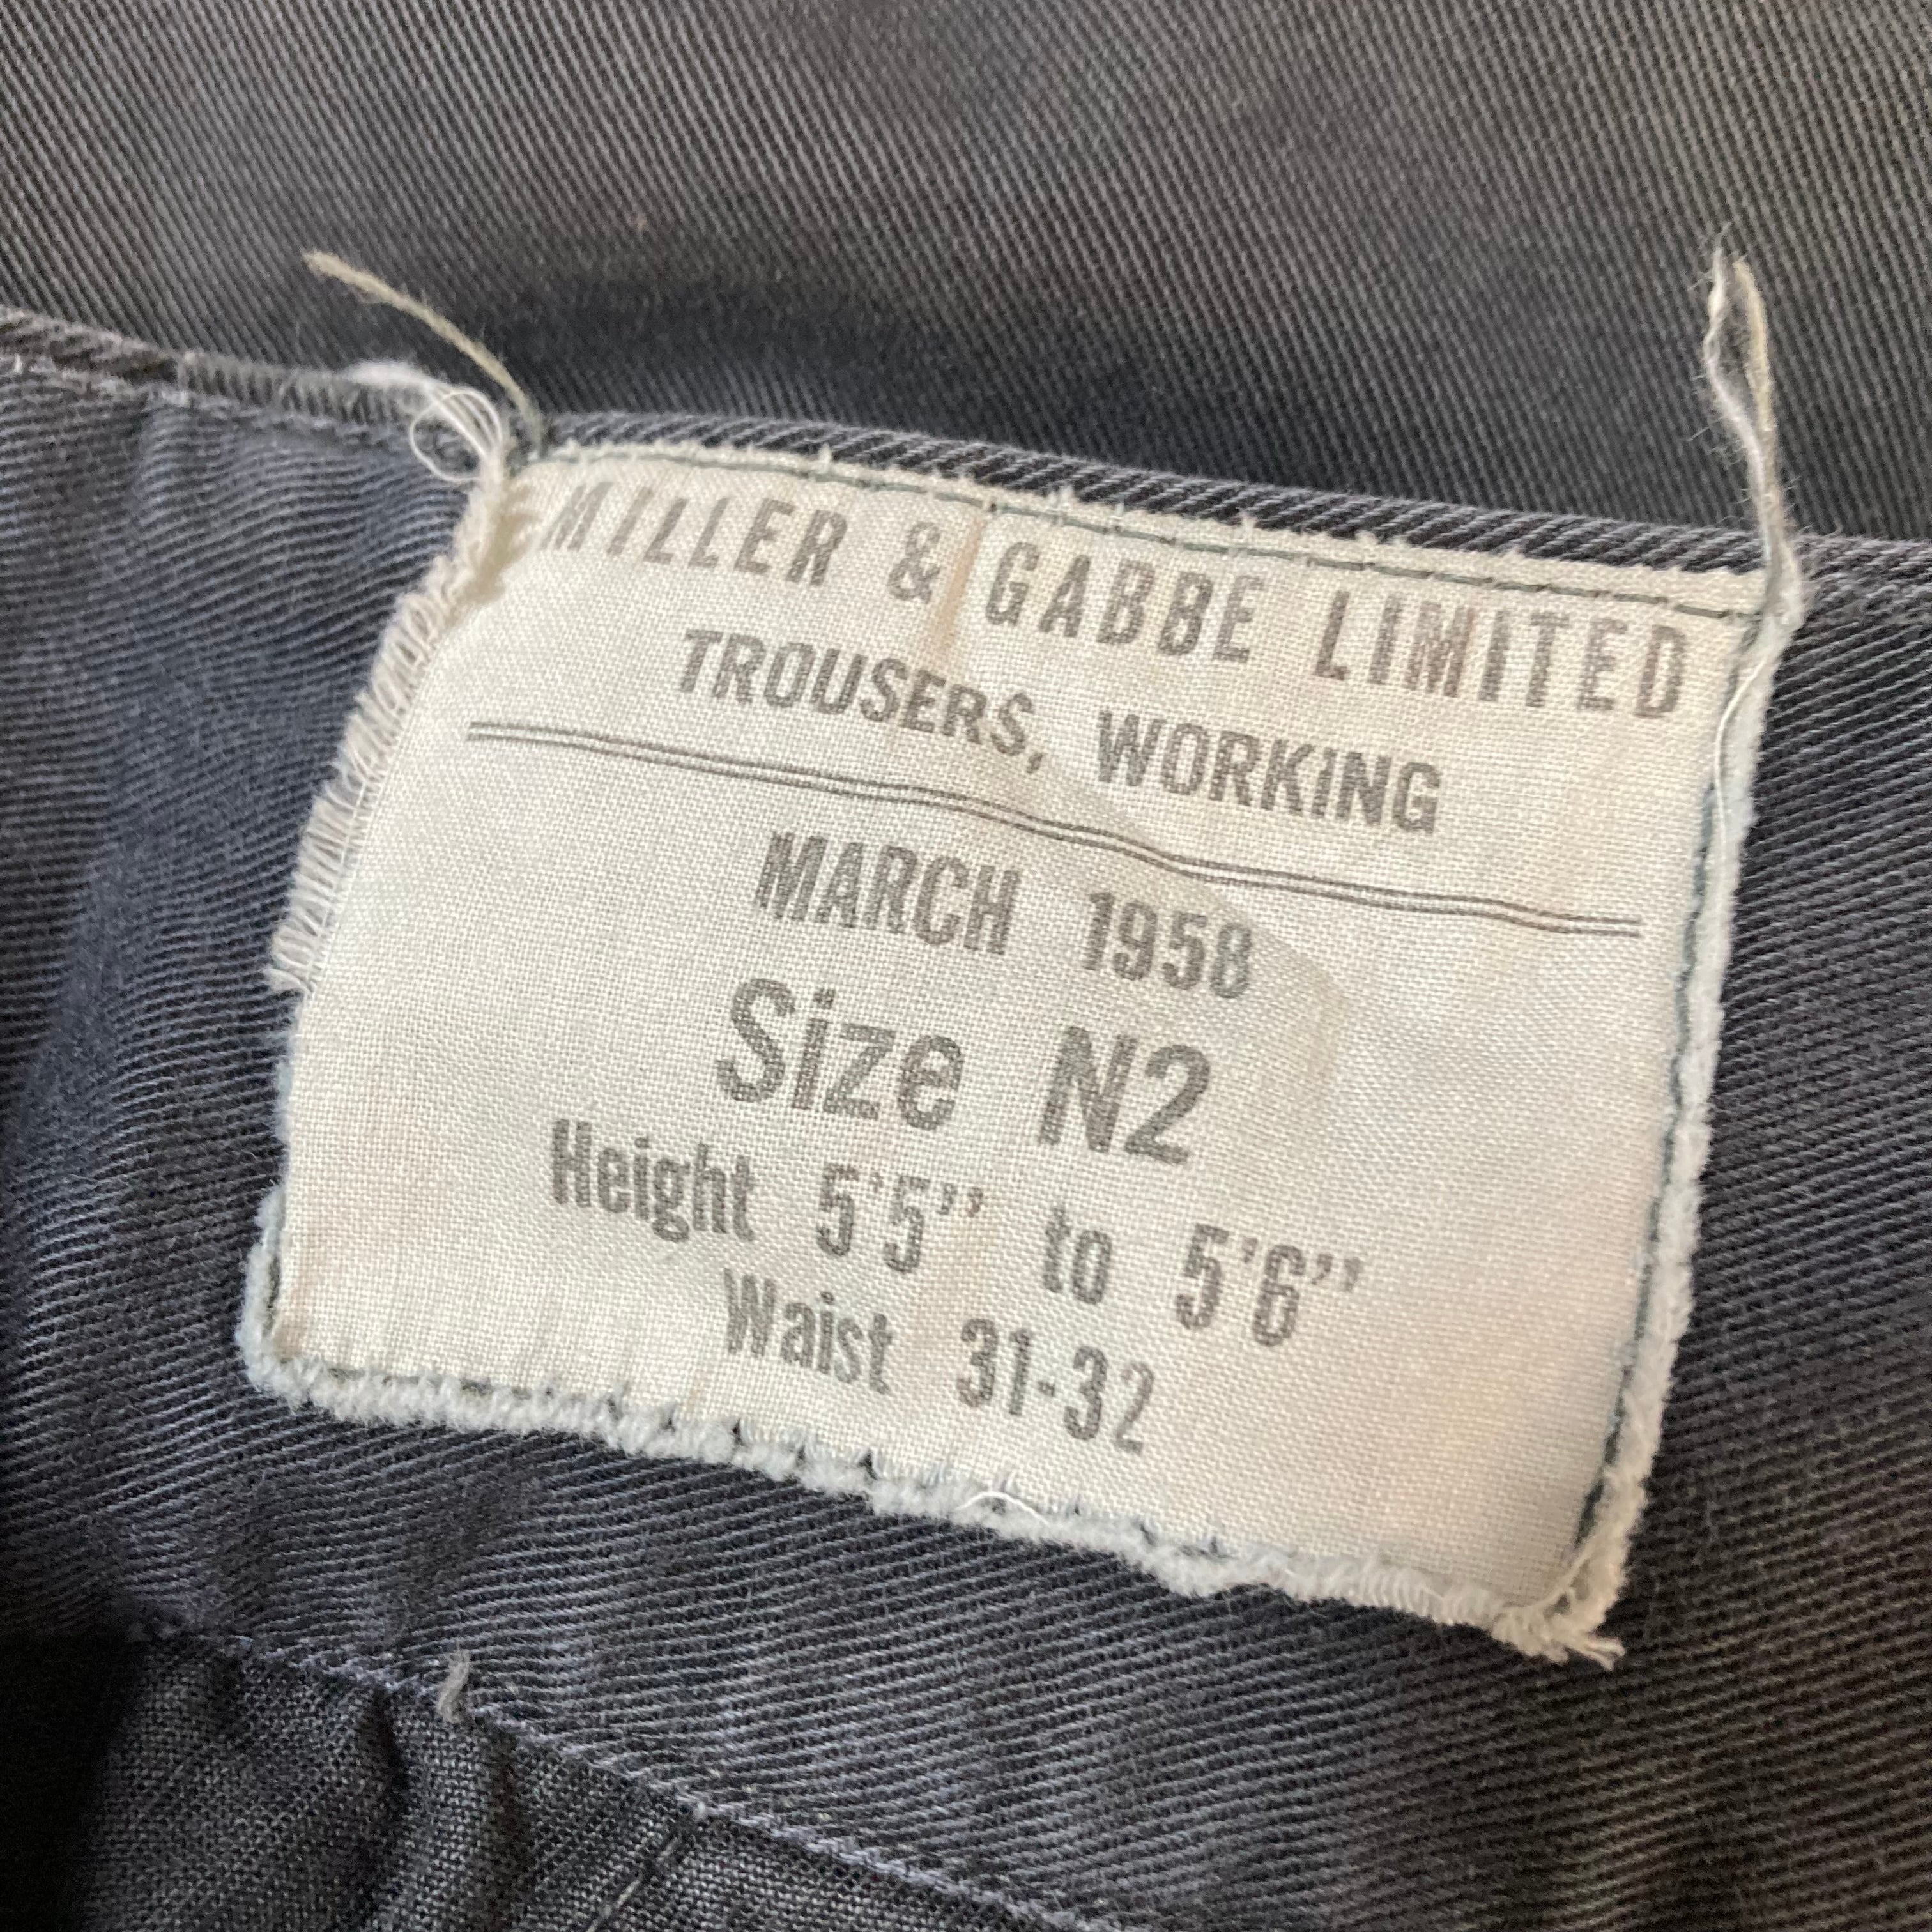 MILLER & GABBE LIMITED
TROUSERS, WORKING
MARCH 1958
Size N2
Height 5'5" to 5'6"
Waist 31-32